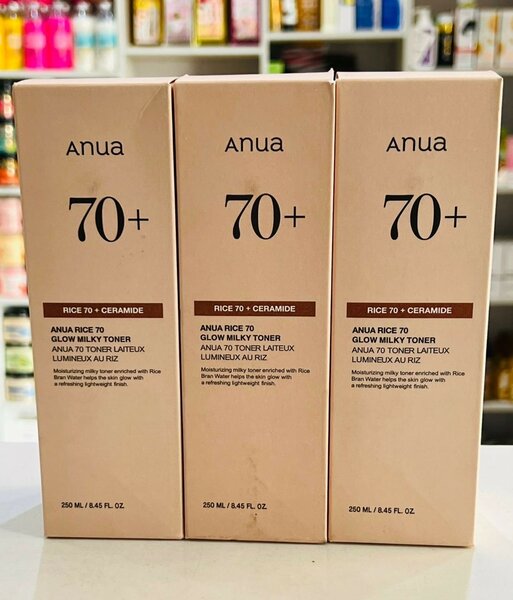 Anua
70+
RICE 70 + CERAMIDE
ANUA RICE 70
GLOW MILKY TONER
ANUA 70 TONER LAITEUX
LUMINEUX AU RIZ
Moisturizing milky toner enriched with Rice
Bran Water helps the skin glow with
a refreshing lightweight finish.
250 ML / 8.45 FL. OZ.
Anua
70+
RICE 70 + CERAMIDE
ANUA RICE 70
GLOW MILKY TONER
ANUA 70 TONER LAITEUX
LUMINEUX AU RIZ
Moisturizing milky toner enriched with Rice
Bran Water helps the skin glow with
a refreshing lightweight finish.
250 ML / 8.45 FL. OZ.
Anua
70+
RICE 70 + CERAMIDE
ANUA RICE 70
GLOW MILKY TONER
ANUA 70 TONER LAITEUX
LUMINEUX AU RIZ
Moisturizing milky toner enriched with Rice
Bran Water helps the skin glow with
a refreshing lightweight finish.
250 ML / 8.45 FL. OZ.